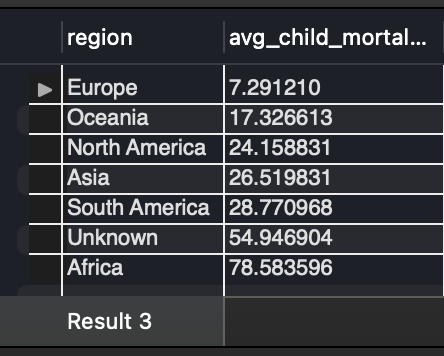 region avg_child_mortal...
Europe 7.291210
Oceania 17.326613
North America 24.158831
Asia 26.519831
South America 28.770968
Unknown 54.946904
Africa 78.583596
Result 3